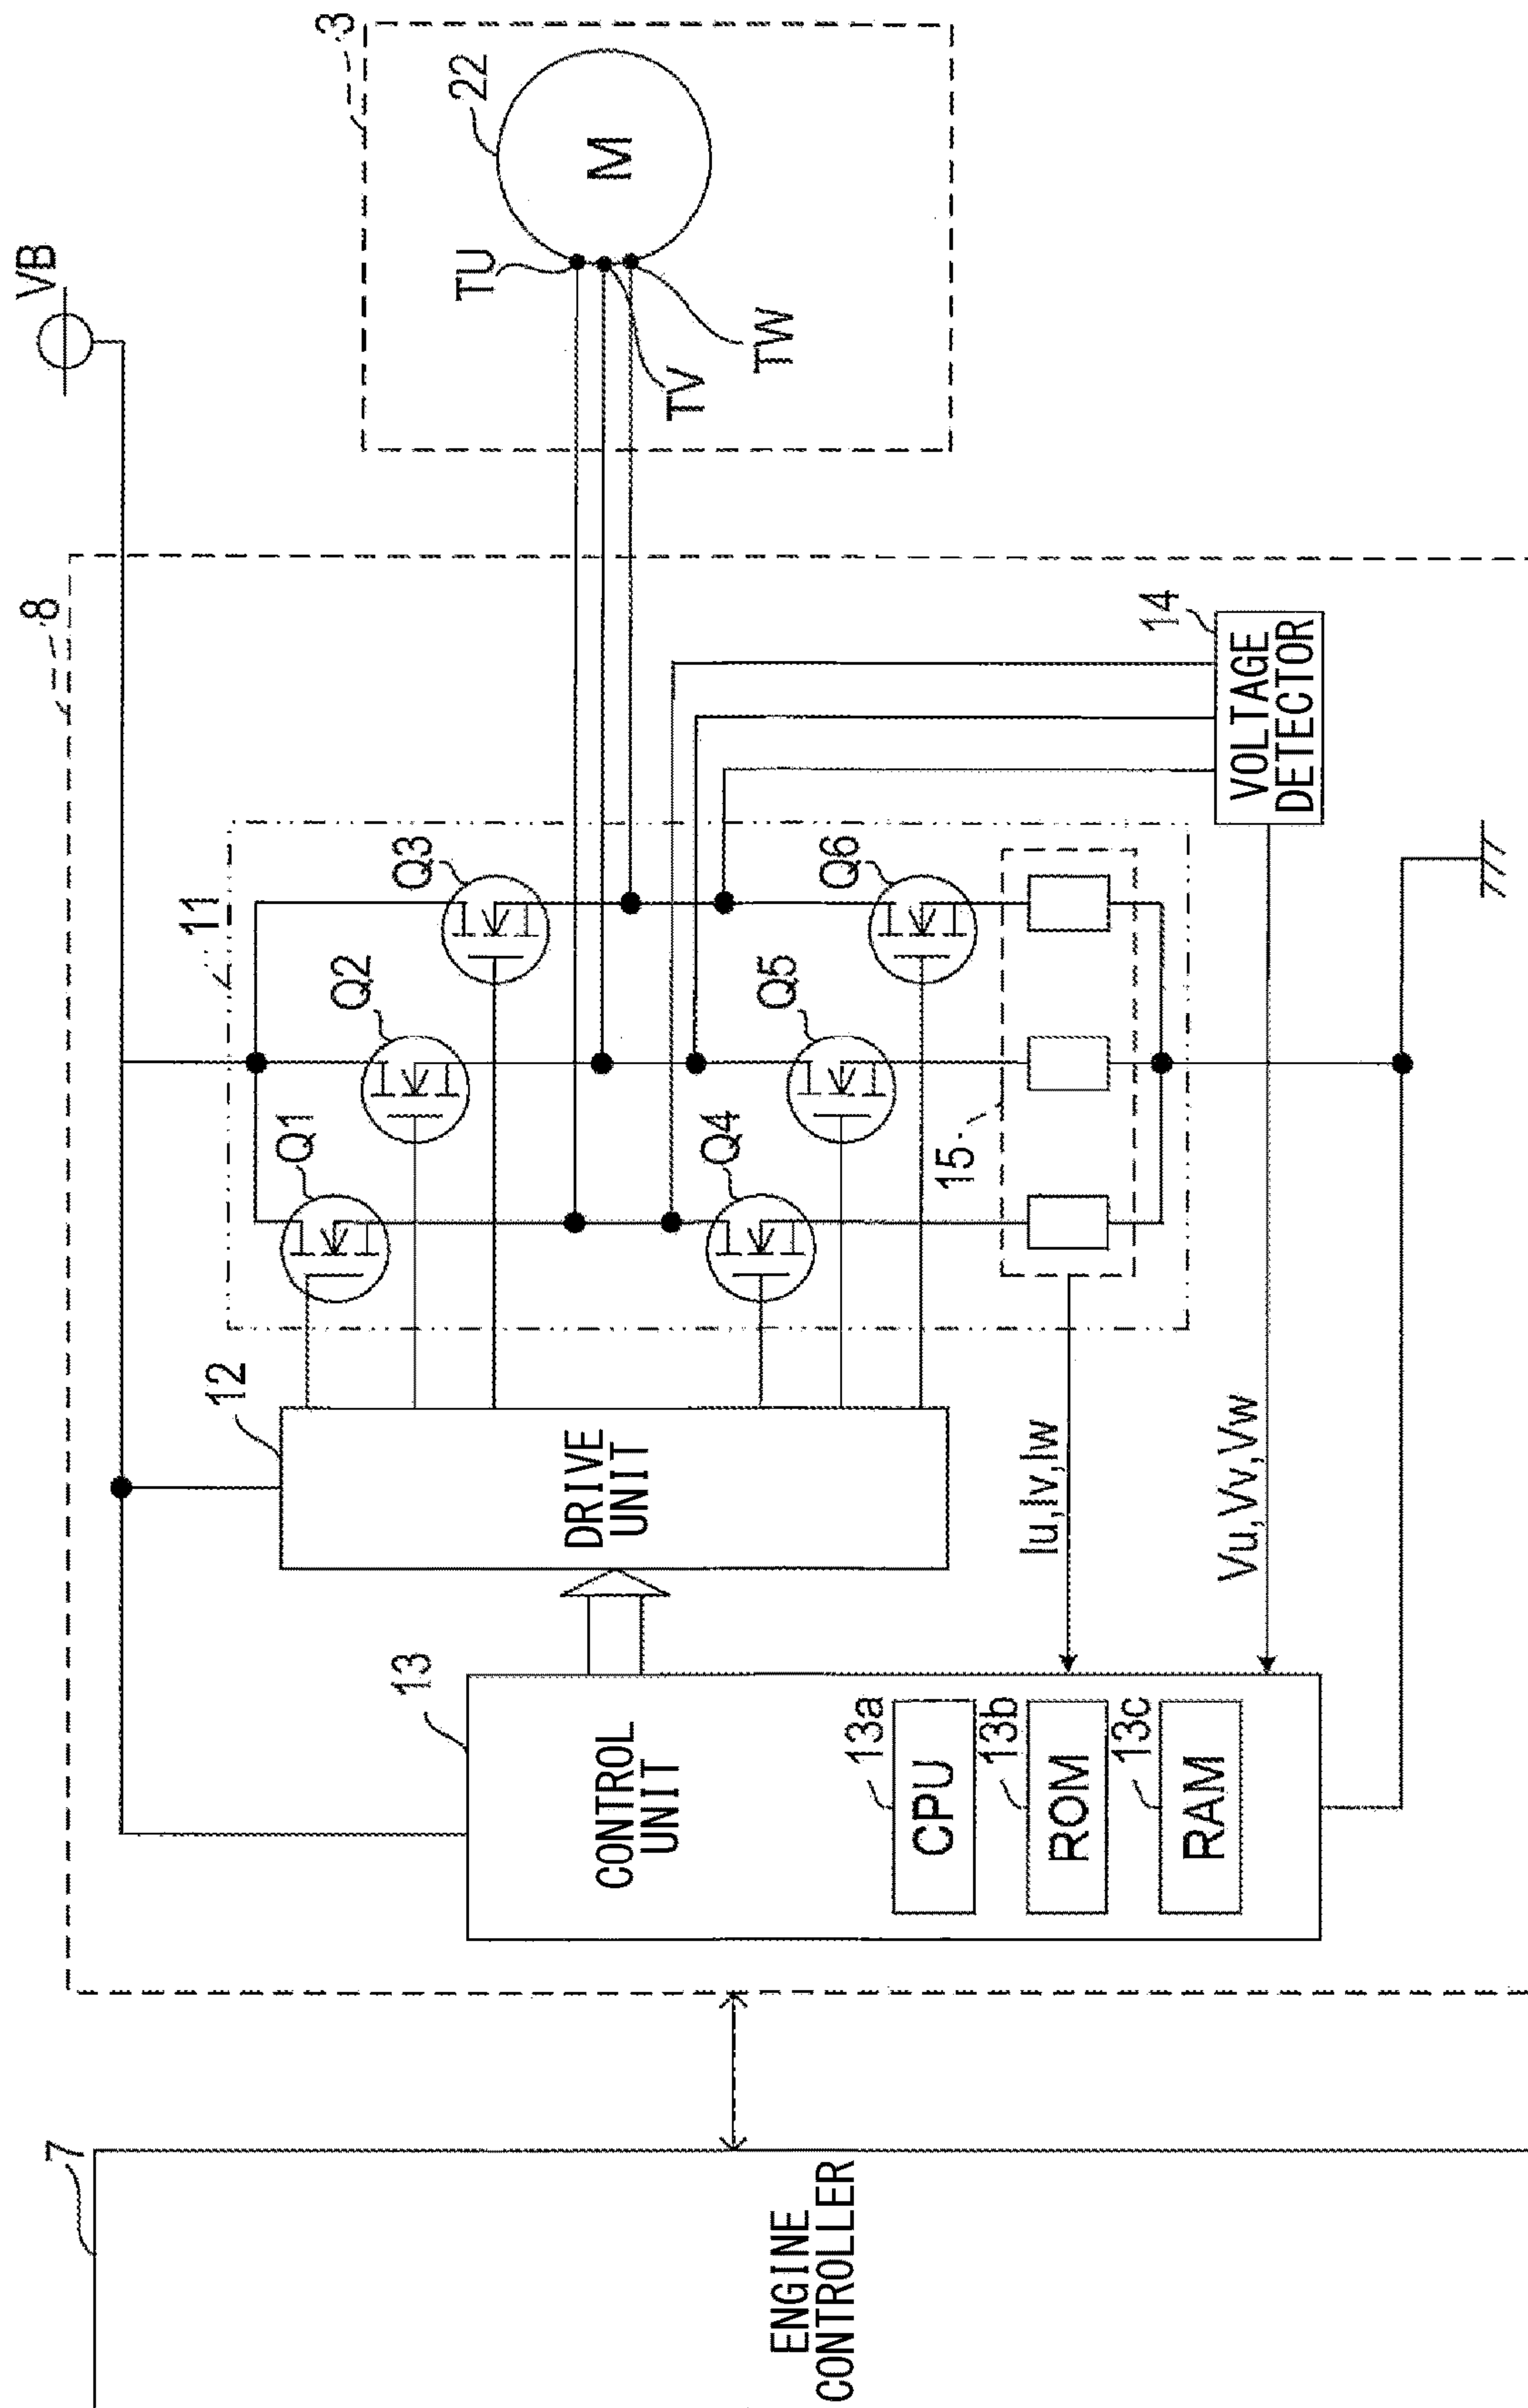 7
ENGINE
CONTROLLER
8
13
CONTROL
UNIT
13a
CPU
13b
ROM
13c
RAM
12
DRIVE
UNIT
Iu,Iv,Iw
Vu,Vv,Vw
11
Q1
Q2
Q3
Q4
Q5
Q6
15
14
VOLTAGE
DETECTOR
VB
3
22
M
TU
TV
TW